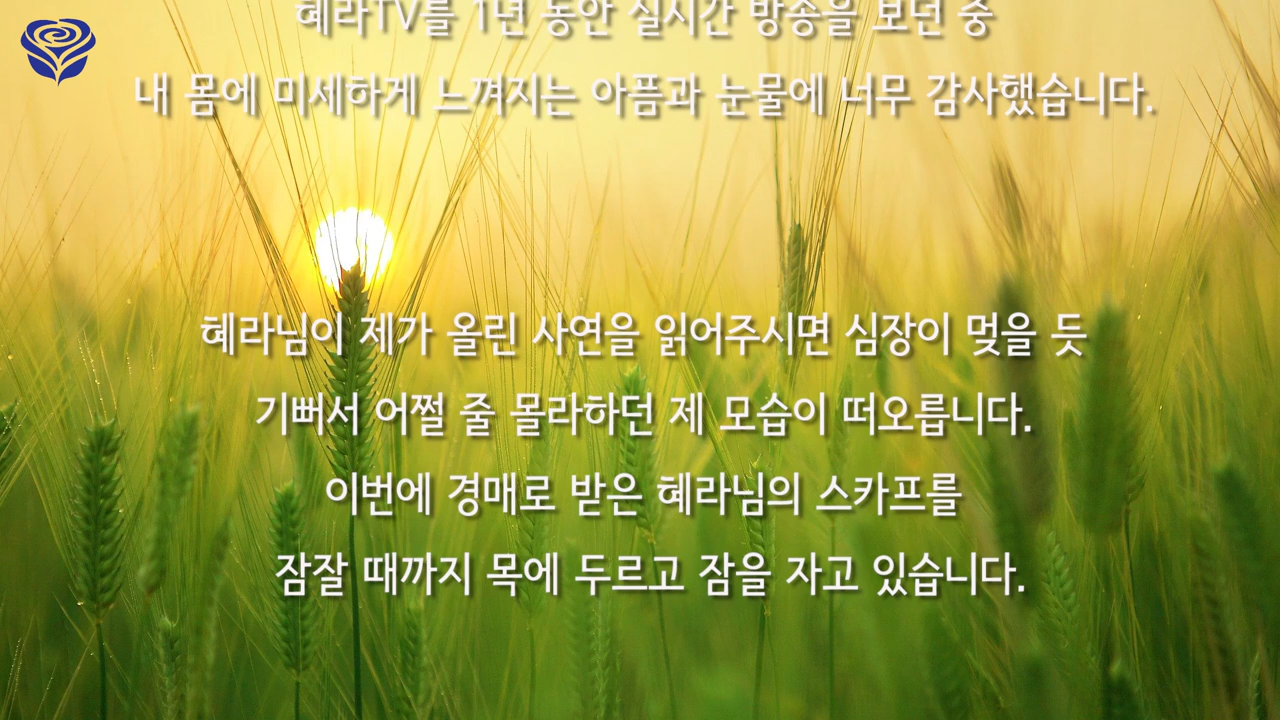 혜라TV를 1년 동안 실시간 방송을 보던 중
내 몸에 미세하게 느껴지는 아픔과 눈물에 너무 감사했습니다.
혜라님이 제가 올린 사연을 읽어주시면 심장이 멎을 듯
기뻐서 어쩔 줄 몰라하던 제 모습이 떠오릅니다.
이번에 경매로 받은 혜라님의 스카프를
잠잘 때까지 목에 두르고 잠을 자고 있습니다.